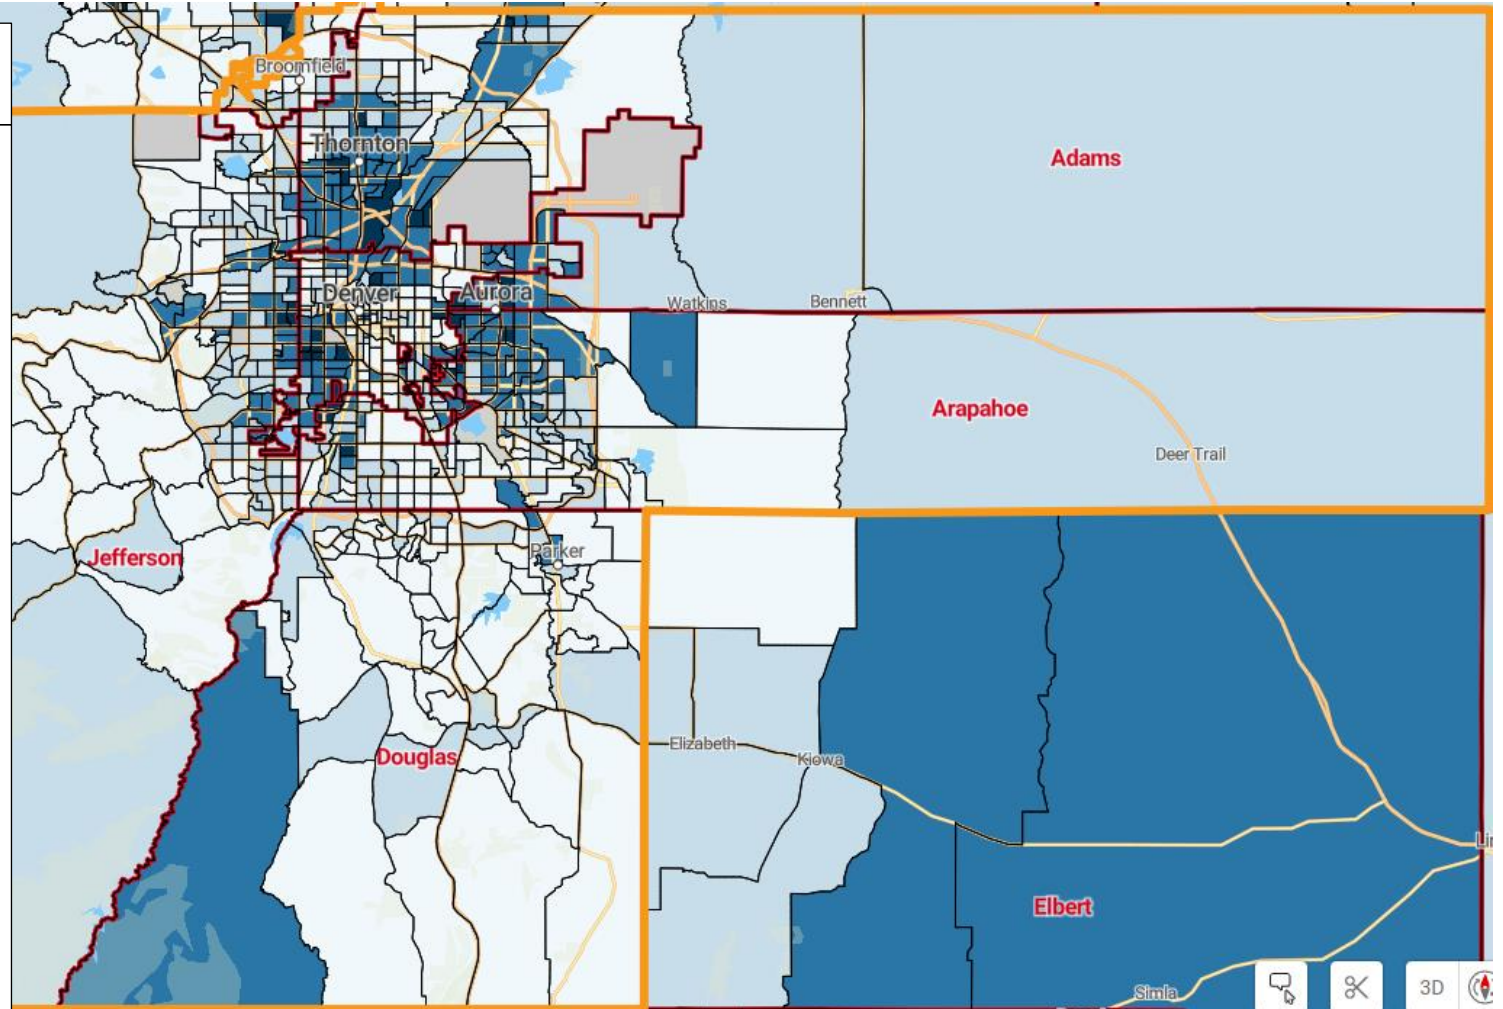 Broomfield
Thornton
Adams
Denver
Aurora
Watkins
Bennett
Arapahoe
Deer Trail
Jefferson
Parker
Elizabeth
Kiowa
Douglas
Elbert
Simla
3D